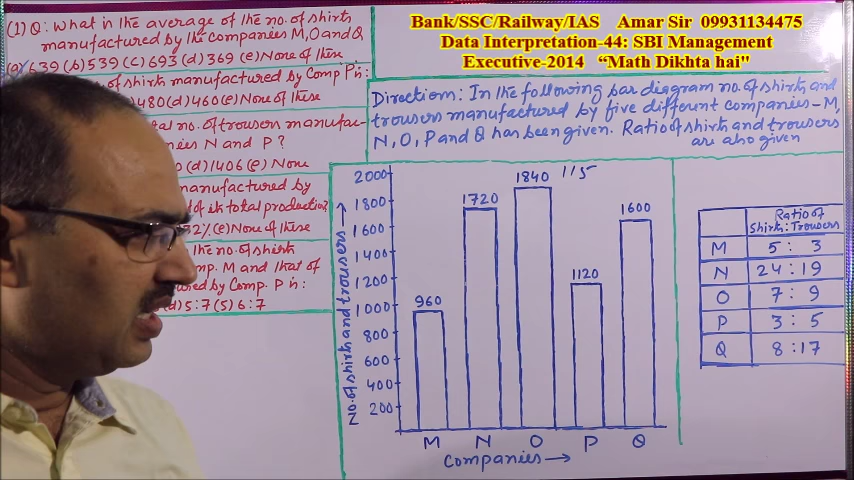 Bank/SSC/Railway/IAS Amar Sir 09931134475
Data Interpretation-44: SBI Management
Executive-2014 “Math Dikhta hai"
(1) Q: What is the average of the no. of shirts
manufactured by the companies M, O and Q
(a) 639 (b) 539 (c) 693 (d) 369 (e) None of these
of shirts manufactured by Comp P is:
480 (d) 460 (e) None of these
tal no. of trousers manufac-
nies N and P ?
(d) 1406 (e) None
manufactured by
of its total production?
32% (e) None of these
the no. of shirts
mp. M and that of
ured by Comp. P is:
(d) 5:7 (5) 6:7
Directions: In the following bar diagram no. of shirts and
trousers manufactured by five different companies - M,
N, O, P and Q has been given. Ratio of shirts and trousers
are also given
No. of shirts and trousers →
2000
1800
1600
1400
1200
1000
800
600
400
200
960
1720
1840
115
1120
1600
M N O P Q
Companies →
Ratio of
Shirts : Trousers
M 5 : 3
N 24 : 19
O 7 : 9
P 3 : 5
Q 8 : 17